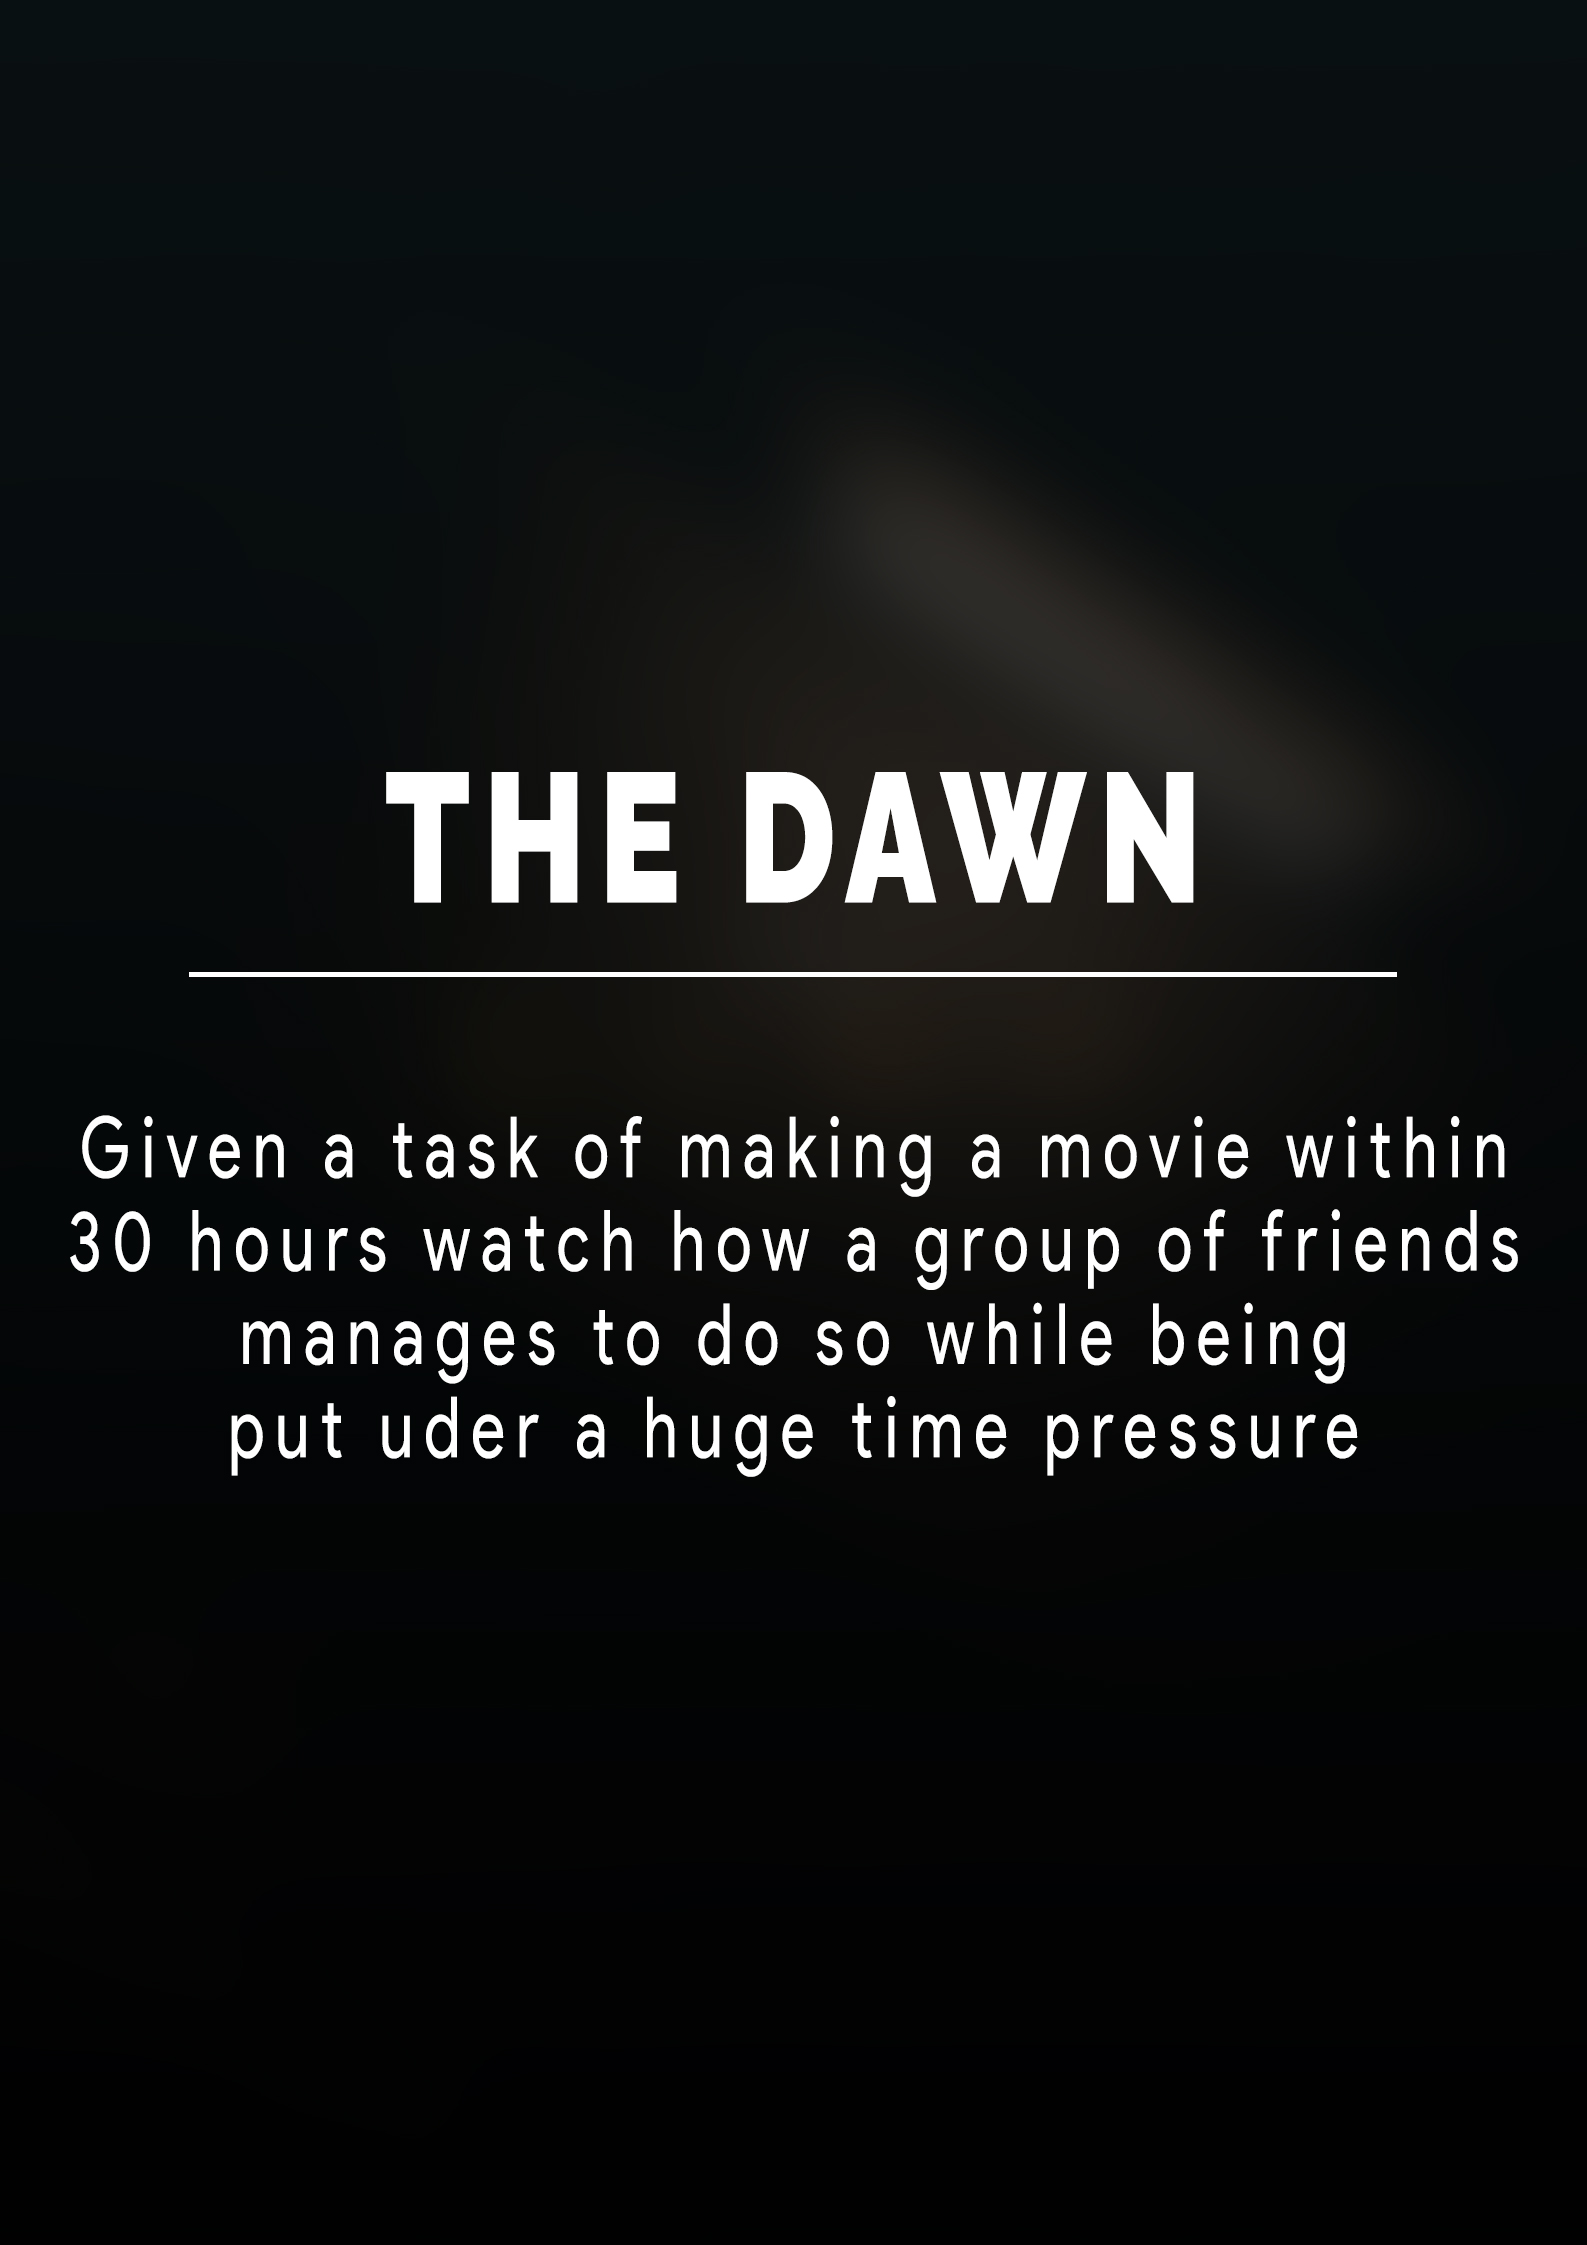 THE DAWN
Given a task of making a movie within
30 hours watch how a group of friends
manages to do so while being
put uder a huge time pressure